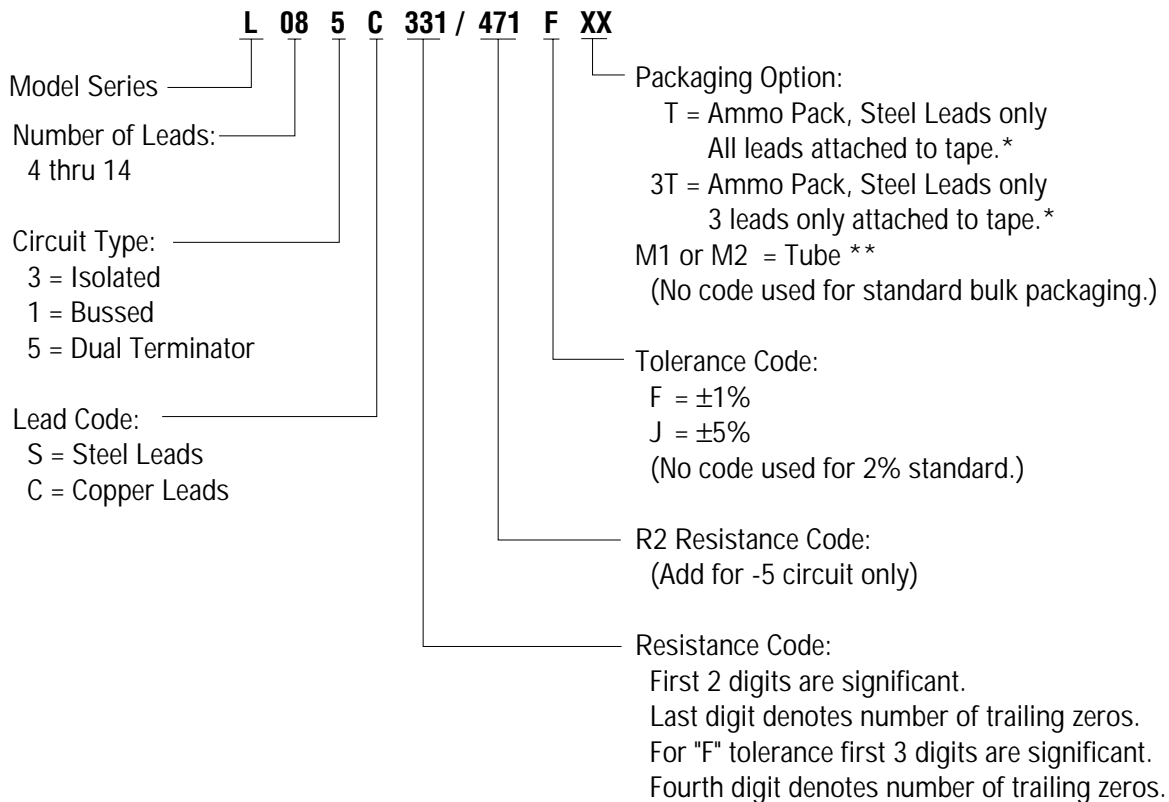 L 08 5 C 331 / 471 F XX
Model Series
Number of Leads:
4 thru 14
Circuit Type:
3 = Isolated
1 = Bussed
5 = Dual Terminator
Lead Code:
S = Steel Leads
C = Copper Leads
Packaging Option:
T = Ammo Pack, Steel Leads only
All leads attached to tape.*
3T = Ammo Pack, Steel Leads only
3 leads only attached to tape.*
M1 or M2 = Tube **
(No code used for standard bulk packaging.)
Tolerance Code:
F = ±1%
J = ±5%
(No code used for 2% standard.)
R2 Resistance Code:
(Add for -5 circuit only)
Resistance Code:
First 2 digits are significant.
Last digit denotes number of trailing zeros.
For "F" tolerance first 3 digits are significant.
Fourth digit denotes number of trailing zeros.